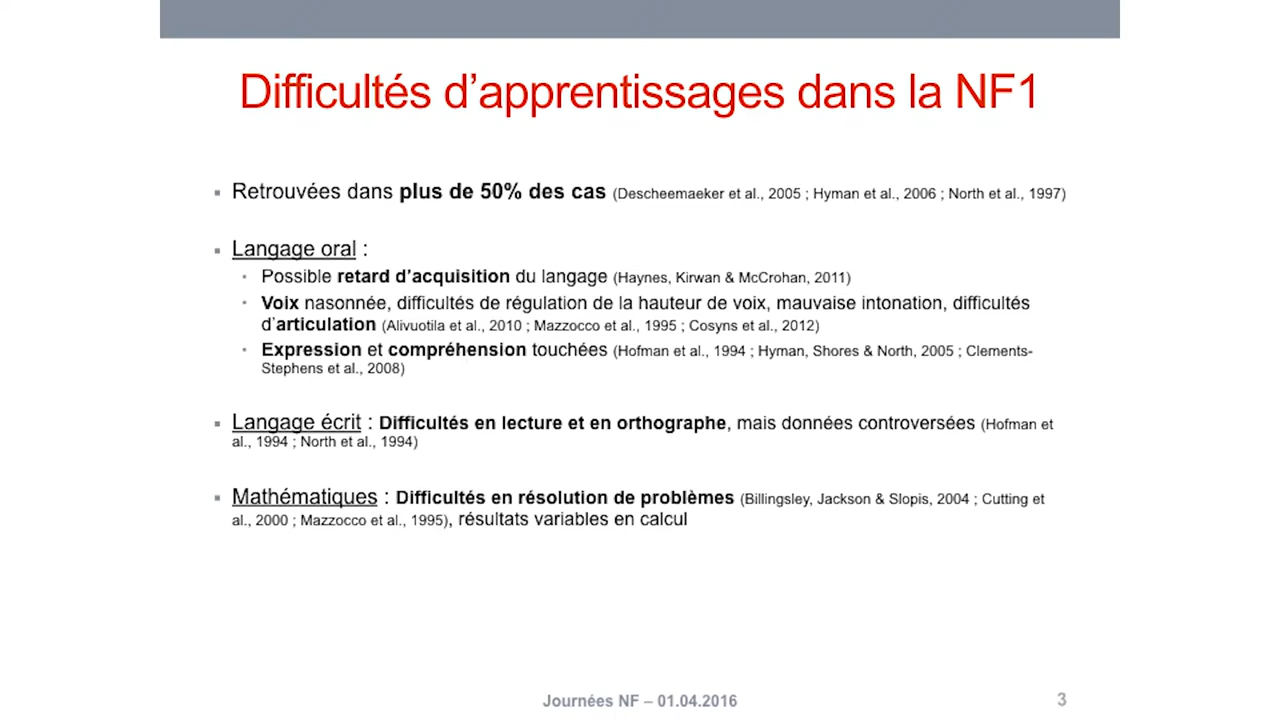 Difficultés d’apprentissages dans la NF1
▪ Retrouvées dans plus de 50% des cas (Descheemaeker et al., 2005 ; Hyman et al., 2006 ; North et al., 1997)
▪ Langage oral :
• Possible retard d’acquisition du langage (Haynes, Kirwan & McCrohan, 2011)
• Voix nasonnée, difficultés de régulation de la hauteur de voix, mauvaise intonation, difficultés
d’articulation (Alivuotila et al., 2010 ; Mazzocco et al., 1995 ; Cosyns et al., 2012)
• Expression et compréhension touchées (Hofman et al., 1994 ; Hyman, Shores & North, 2005 ; Clements-
Stephens et al., 2008)
▪ Langage écrit : Difficultés en lecture et en orthographe, mais données controversées (Hofman et
al., 1994 ; North et al., 1994)
▪ Mathématiques : Difficultés en résolution de problèmes (Billingsley, Jackson & Slopis, 2004 ; Cutting et
al., 2000 ; Mazzocco et al., 1995), résultats variables en calcul
Journées NF – 01.04.2016
3